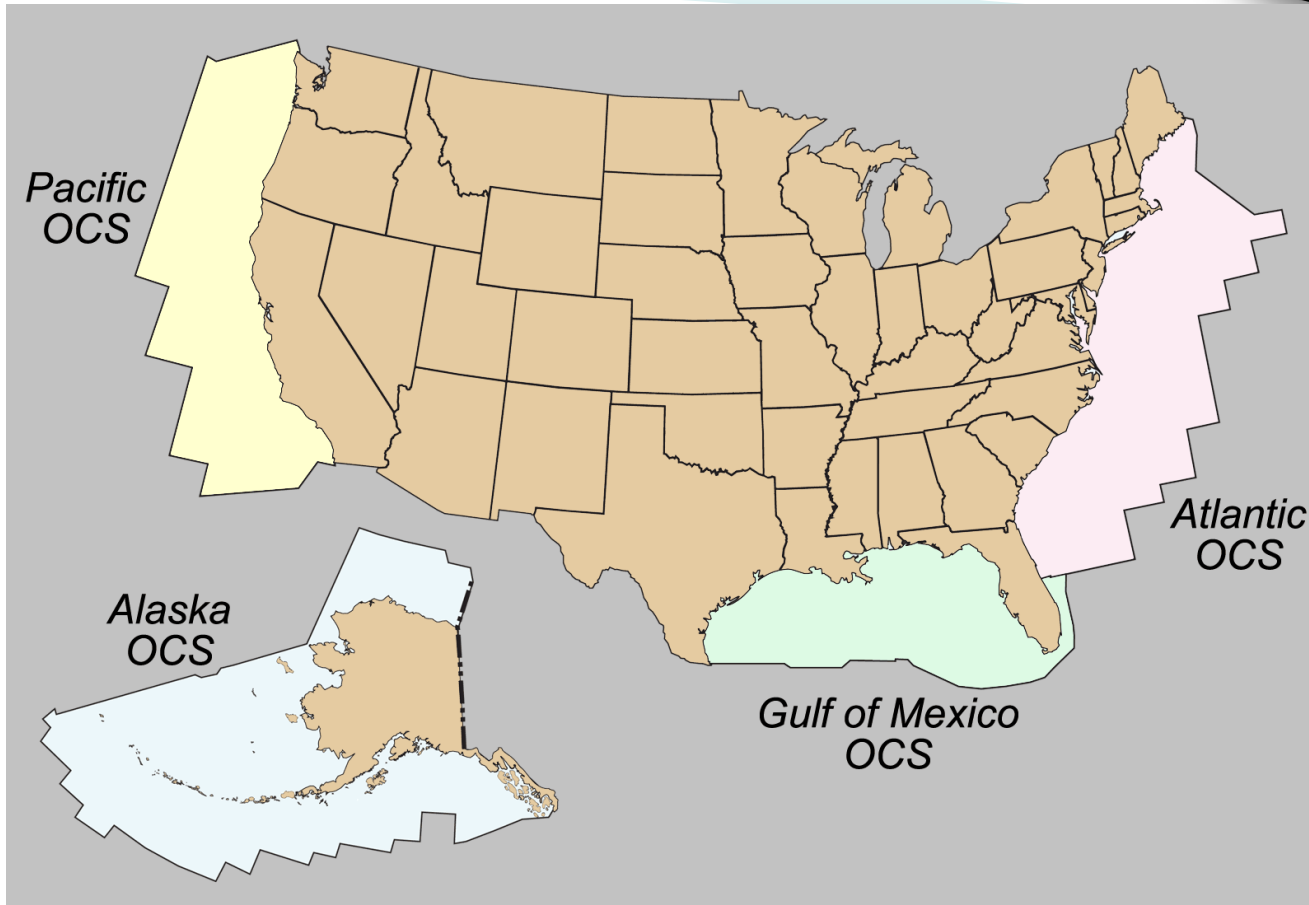 Pacific
OCS
Atlantic
OCS
Alaska
OCS
Gulf of Mexico
OCS